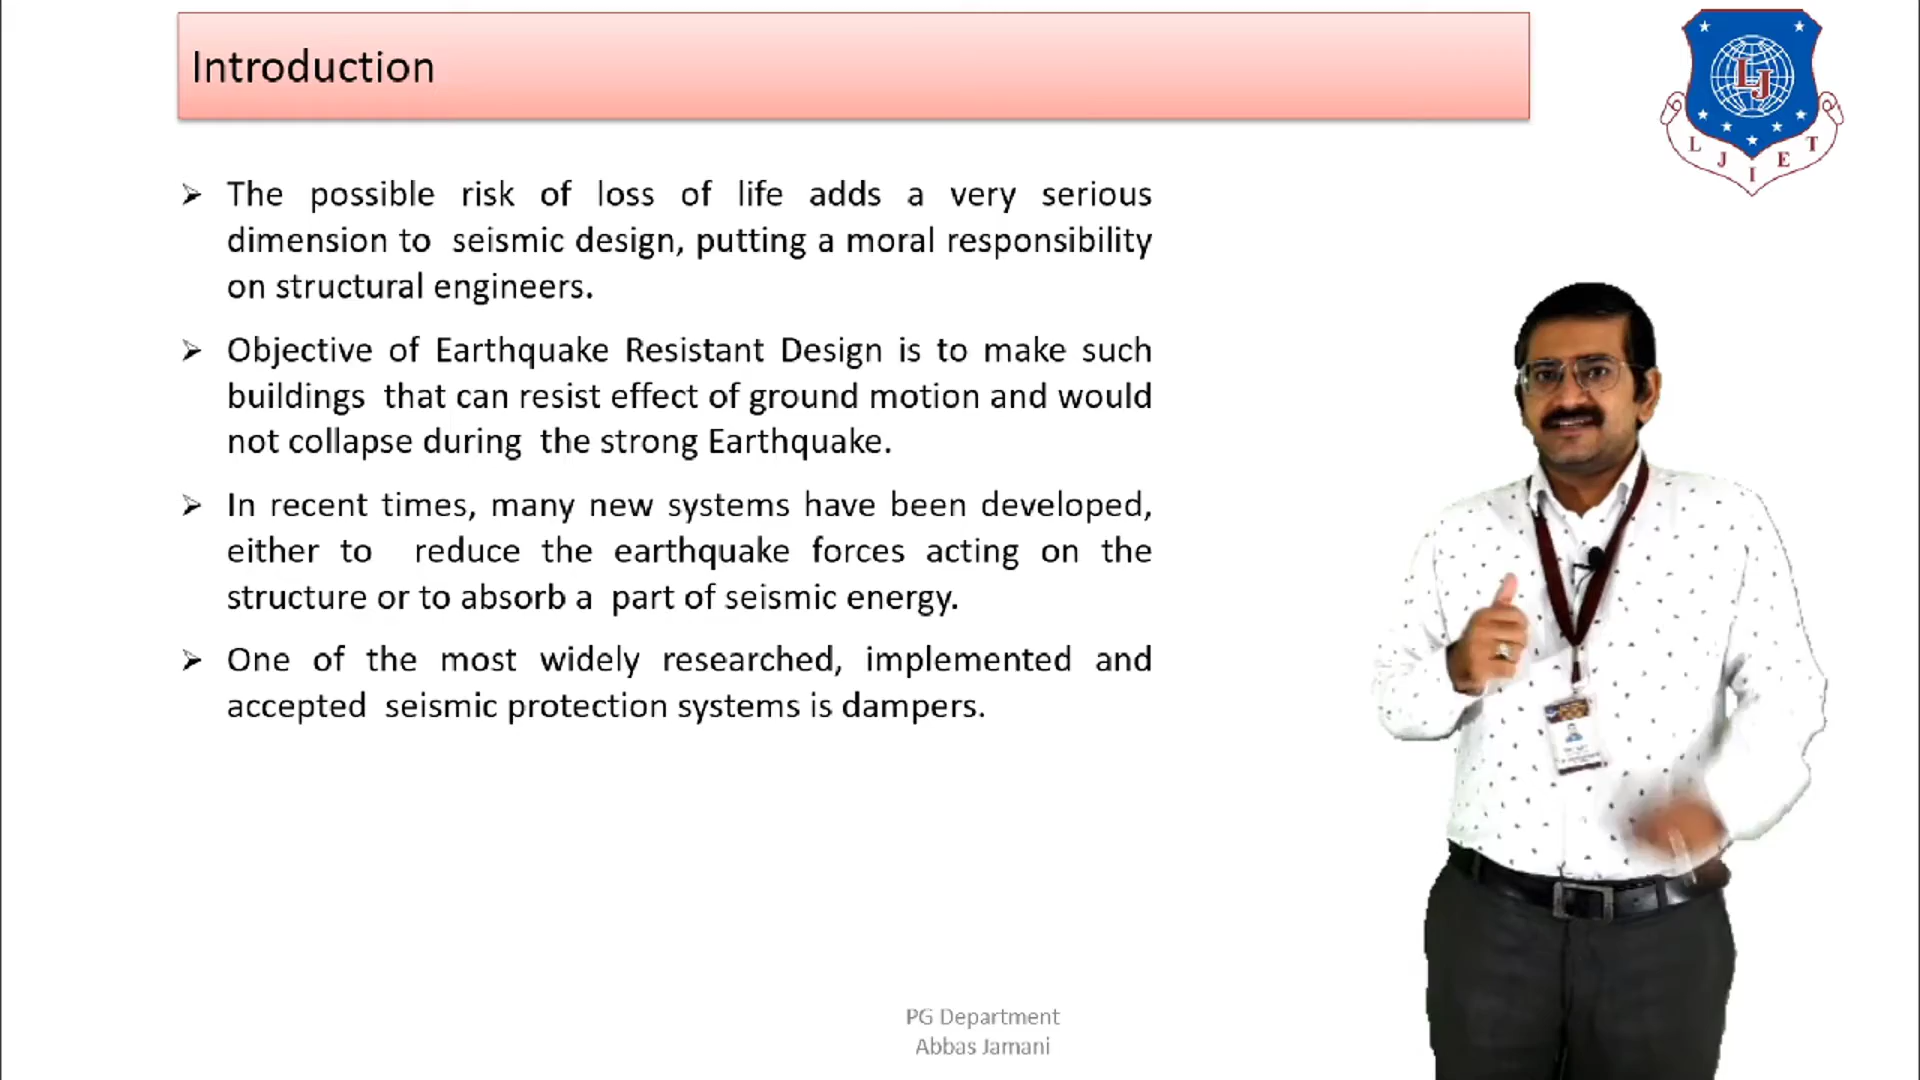 Introduction
The possible risk of loss of life adds a very serious
dimension to seismic design, putting a moral responsibility
on structural engineers.
Objective of Earthquake Resistant Design is to make such
buildings that can resist effect of ground motion and would
not collapse during the strong Earthquake.
In recent times, many new systems have been developed,
either to reduce the earthquake forces acting on the
structure or to absorb a part of seismic energy.
One of the most widely researched, implemented and
accepted seismic protection systems is dampers.
PG Department
Abbas Jamani
LJ
L J I E T